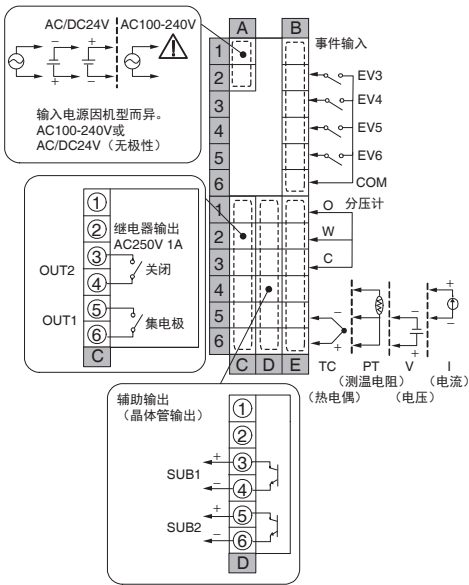 AC/DC24V
AC100-240V
− + 
输入电源因机型而异。
AC100-240V或
AC/DC24V（无极性）
A
B
1
2
3
4
5
6
事件输入
EV3
EV4
EV5
EV6
COM
1
2
3
4
5
6
O 分压计
W
C
C D E
− +
TC PT V I
（测温电阻）（电流）
（热电偶）（电压）
− + − +
①
②
③
④
⑤
⑥
C
继电器输出
AC250V 1A
OUT2
关闭
OUT1
集电极
辅助输出
（晶体管输出）
①
②
③
④
⑤
⑥
D
+
SUB1
−
+
SUB2
−